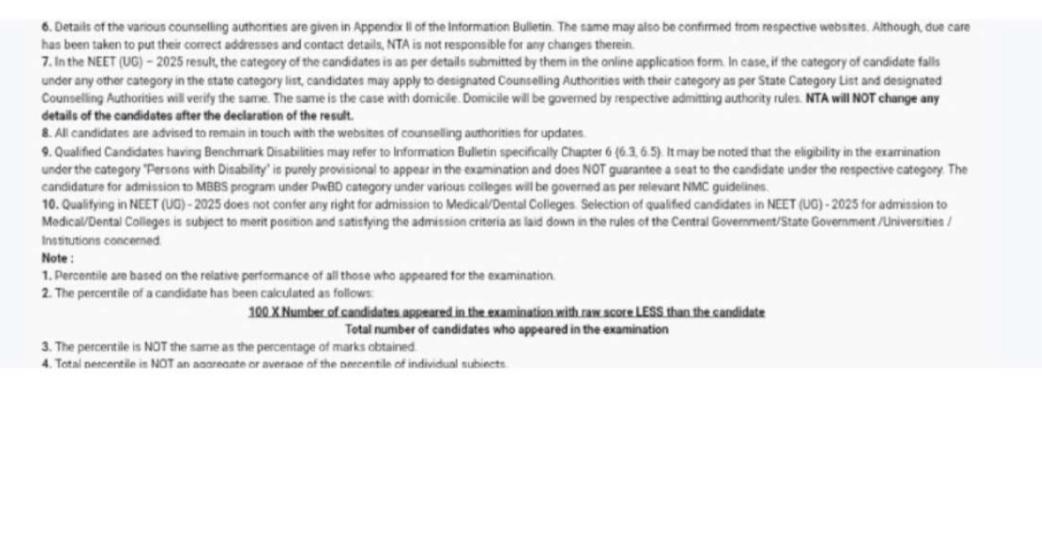 6. Details of the various counselling authorities are given in Appendix II of the Information Bulletin. The same may also be confirmed from respective websites. Although, due care
has been taken to put their correct addresses and contact details, NTA is not responsible for any changes therein.
7. In the NEET (UG) – 2025 result, the category of the candidates is as per details submitted by them in the online application form. In case, if the category of candidate falls
under any other category in the state category list, candidates may apply to designated Counselling Authorities with their category as per State Category List and designated
Counselling Authorities will verify the same. The same is the case with domicile. Domicile will be governed by respective admitting authority rules. NTA will NOT change any
details of the candidates after the declaration of the result.
8. All candidates are advised to remain in touch with the websites of counselling authorities for updates.
9. Qualified Candidates having Benchmark Disabilities may refer to Information Bulletin specifically Chapter 6 (6.3, 6.5). It may be noted that the eligibility in the examination
under the category "Persons with Disability' is purely provisional to appear in the examination and does NOT guarantee a seat to the candidate under the respective category. The
candidature for admission to MBBS program under PwBD category under various colleges will be governed as per relevant NMC guidelines.
10. Qualifying in NEET (UG) - 2025 does not confer any right for admission to Medical/Dental Colleges. Selection of qualified candidates in NEET (UG) - 2025 for admission to
Medical/Dental Colleges is subject to merit position and satisfying the admission criteria as laid down in the rules of the Central Government/State Government /Universities /
Institutions concerned.
Note :
1. Percentile are based on the relative performance of all those who appeared for the examination.
2. The percentile of a candidate has been calculated as follows:
100 X Number of candidates appeared in the examination with raw score LESS than the candidate
Total number of candidates who appeared in the examination
3. The percentile is NOT the same as the percentage of marks obtained.
4. Total percentile is NOT an aggregate or average of the percentile of individual subjects.